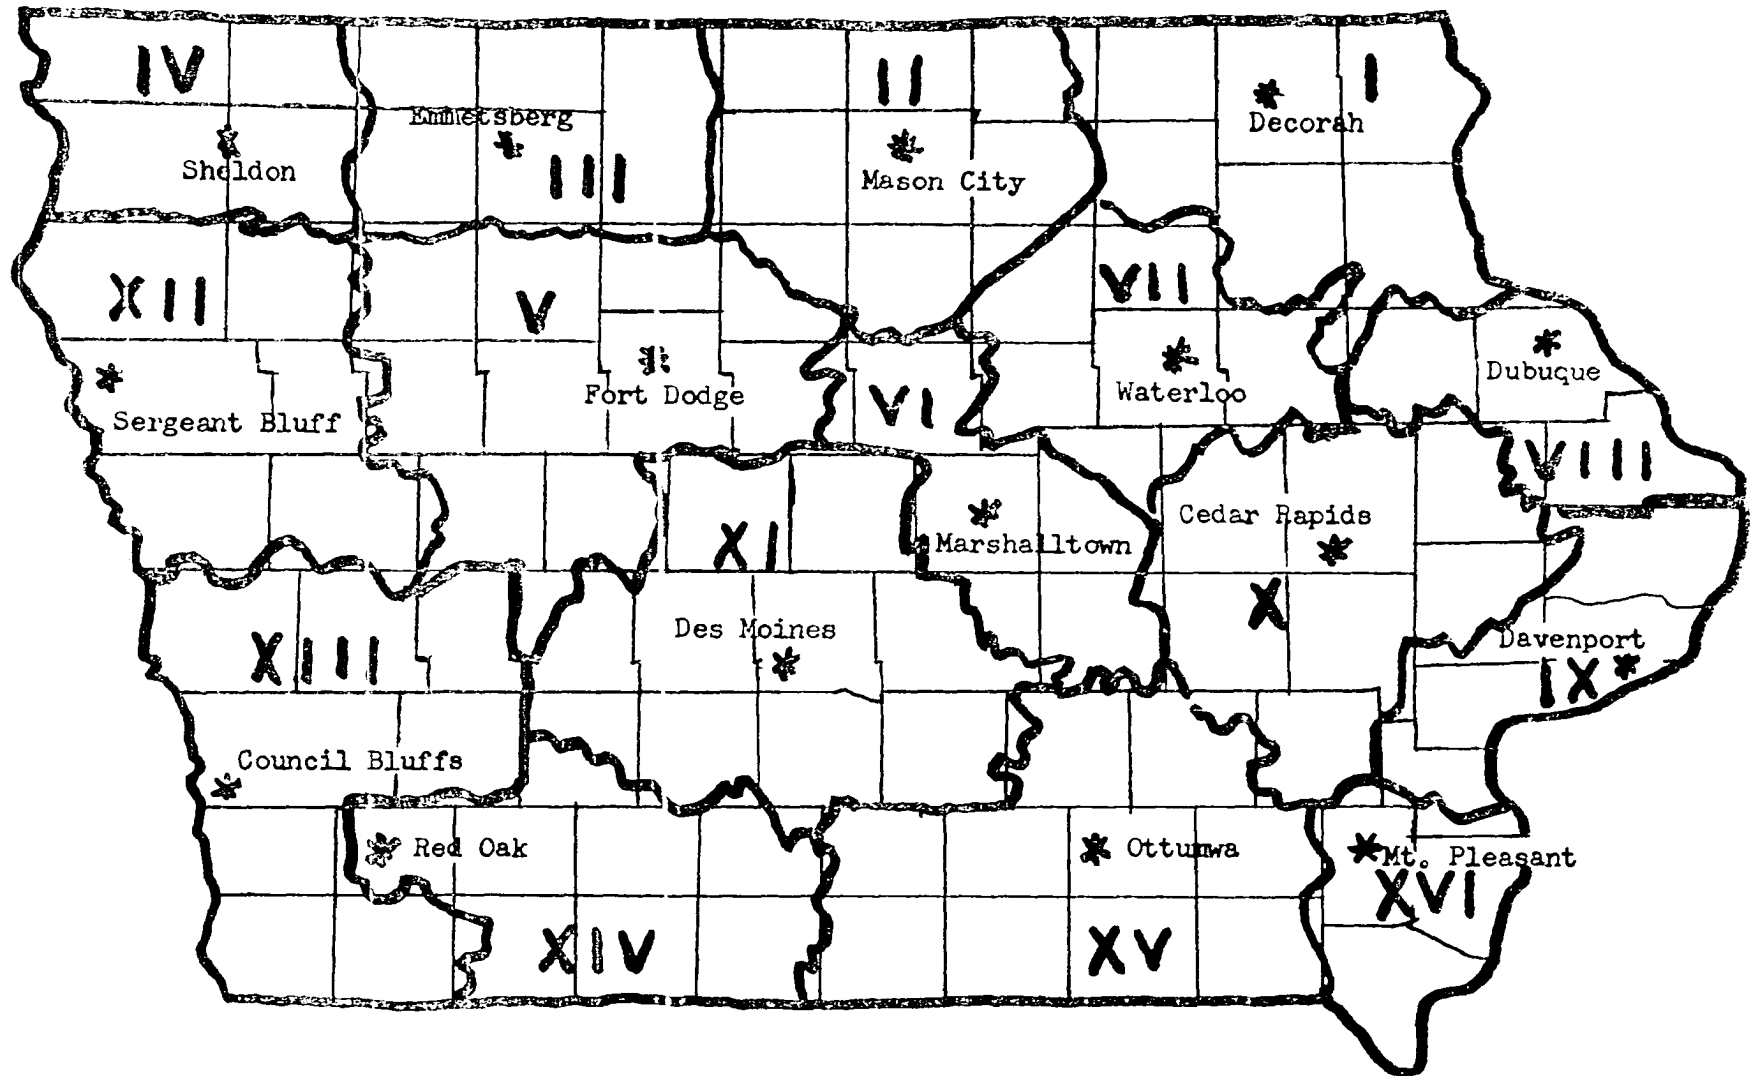 IV
II
I
Emmetsberg
Decorah
Sheldon
III
Mason City
XII
V
VII
Dubuque
Fort Dodge
VI
Waterloo
Sergeant Bluff
VIII
XI
Marshalltown
Cedar Rapids
X
XIII
Des Moines
Davenport
IX
Council Bluffs
Red Oak
Ottumwa
Mt. Pleasant
XVI
XIV
XV